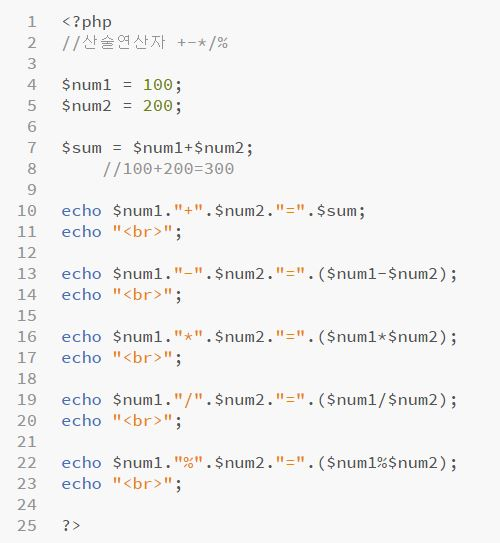 1 <?php
2 //산술연산자 +-*/%
3
4 $num1 = 100;
5 $num2 = 200;
6
7 $sum = $num1+$num2;
8     //100+200=300
9
10 echo $num1."+".$num2."=".$sum;
11 echo "<br>";
12
13 echo $num1."-".$num2."=".($num1-$num2);
14 echo "<br>";
15
16 echo $num1."*".$num2."=".($num1*$num2);
17 echo "<br>";
18
19 echo $num1."/".$num2."=".($num1/$num2);
20 echo "<br>";
21
22 echo $num1."%".$num2."=".($num1%$num2);
23 echo "<br>";
24
25 ?>